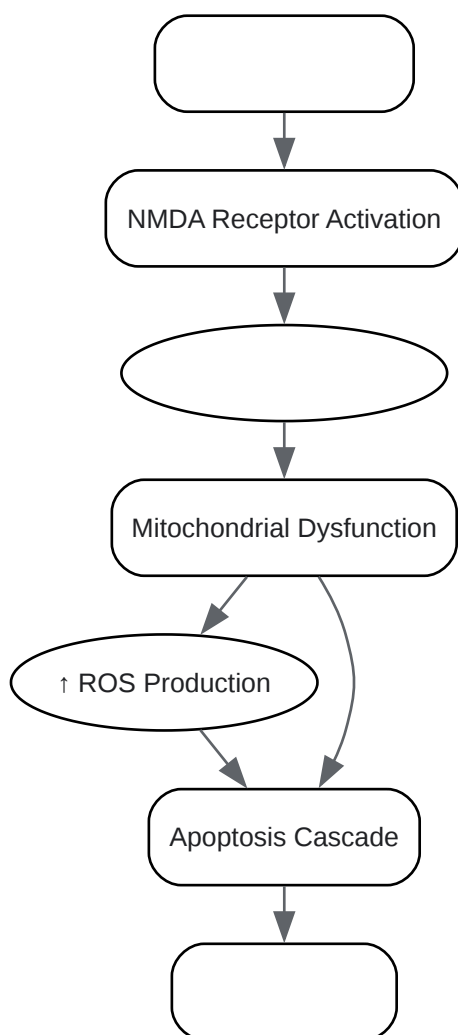 NMDA Receptor Activation
Mitochondrial Dysfunction
↑ ROS Production
Apoptosis Cascade